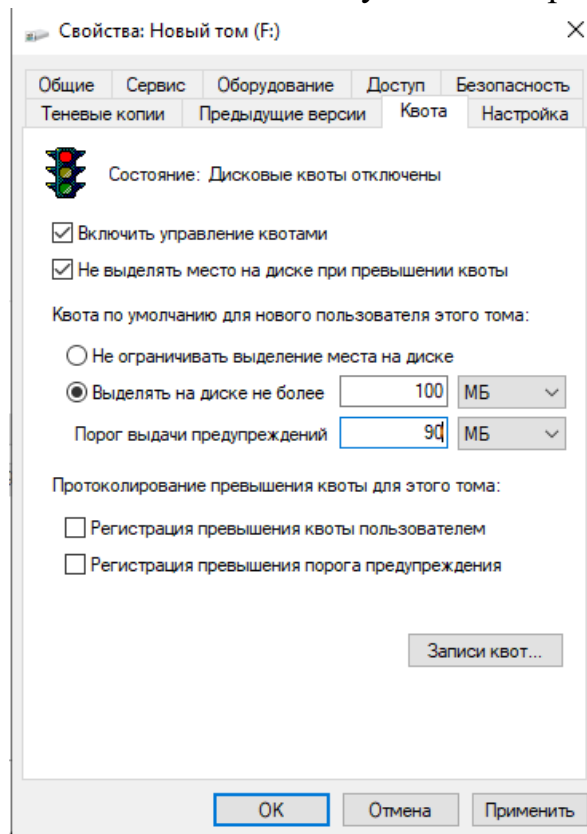 Свойства: Новый том (F:)
Общие Сервис Оборудование Доступ Безопасность
Теневые копии Предыдущие версии Квота Настройка
Состояние: Дисковые квоты отключены
Включить управление квотами
Не выделять место на диске при превышении квоты
Квота по умолчанию для нового пользователя этого тома:
Не ограничивать выделение места на диске
Выделять на диске не более 100 МБ
Порог выдачи предупреждений 90 МБ
Протоколирование превышения квоты для этого тома:
Регистрация превышения квоты пользователем
Регистрация превышения порога предупреждения
Записи квот...
OK Отмена Применить